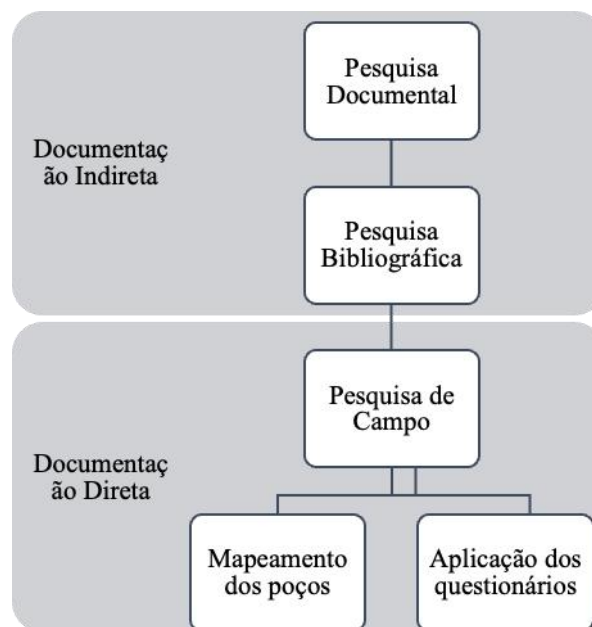 Pesquisa
Documental
Documentaç
ão Indireta
Pesquisa
Bibliográfica
Pesquisa de
Campo
Documentaç
ão Direta
Mapeamento
dos poços
Aplicação dos
questionários